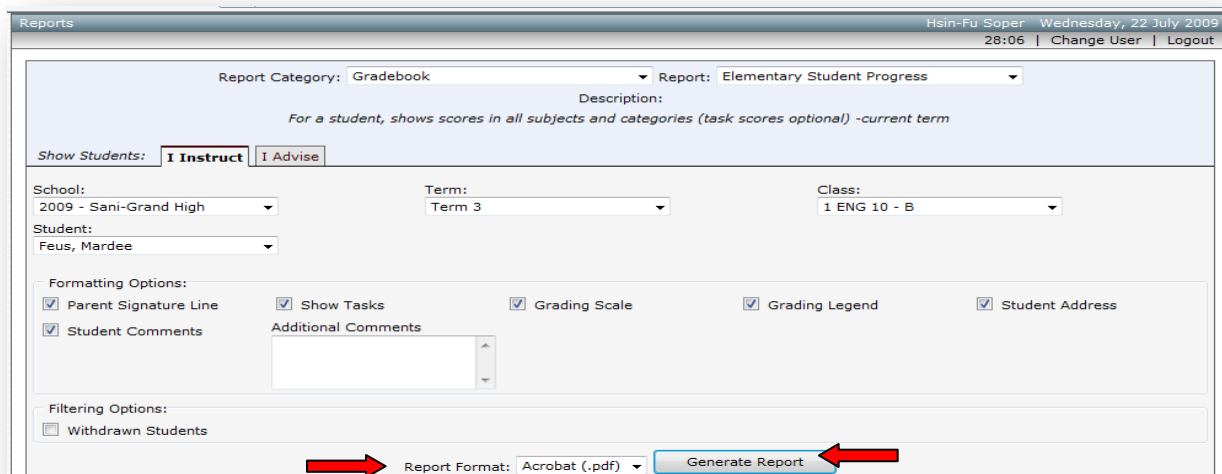 Reports Hsin-Fu Soper Wednesday, 22 July 2009
28:06 | Change User | Logout
Report Category: Gradebook Report: Elementary Student Progress
Description:
For a student, shows scores in all subjects and categories (task scores optional) -current term
Show Students: I Instruct I Advise
School: Term: Class:
2009 - Sani-Grand High Term 3 1 ENG 10 - B
Student:
Feus, Mardee
Formatting Options:
Parent Signature Line Show Tasks Grading Scale Grading Legend Student Address
Student Comments Additional Comments
Filtering Options:
Withdrawn Students
Report Format: Acrobat (.pdf) Generate Report